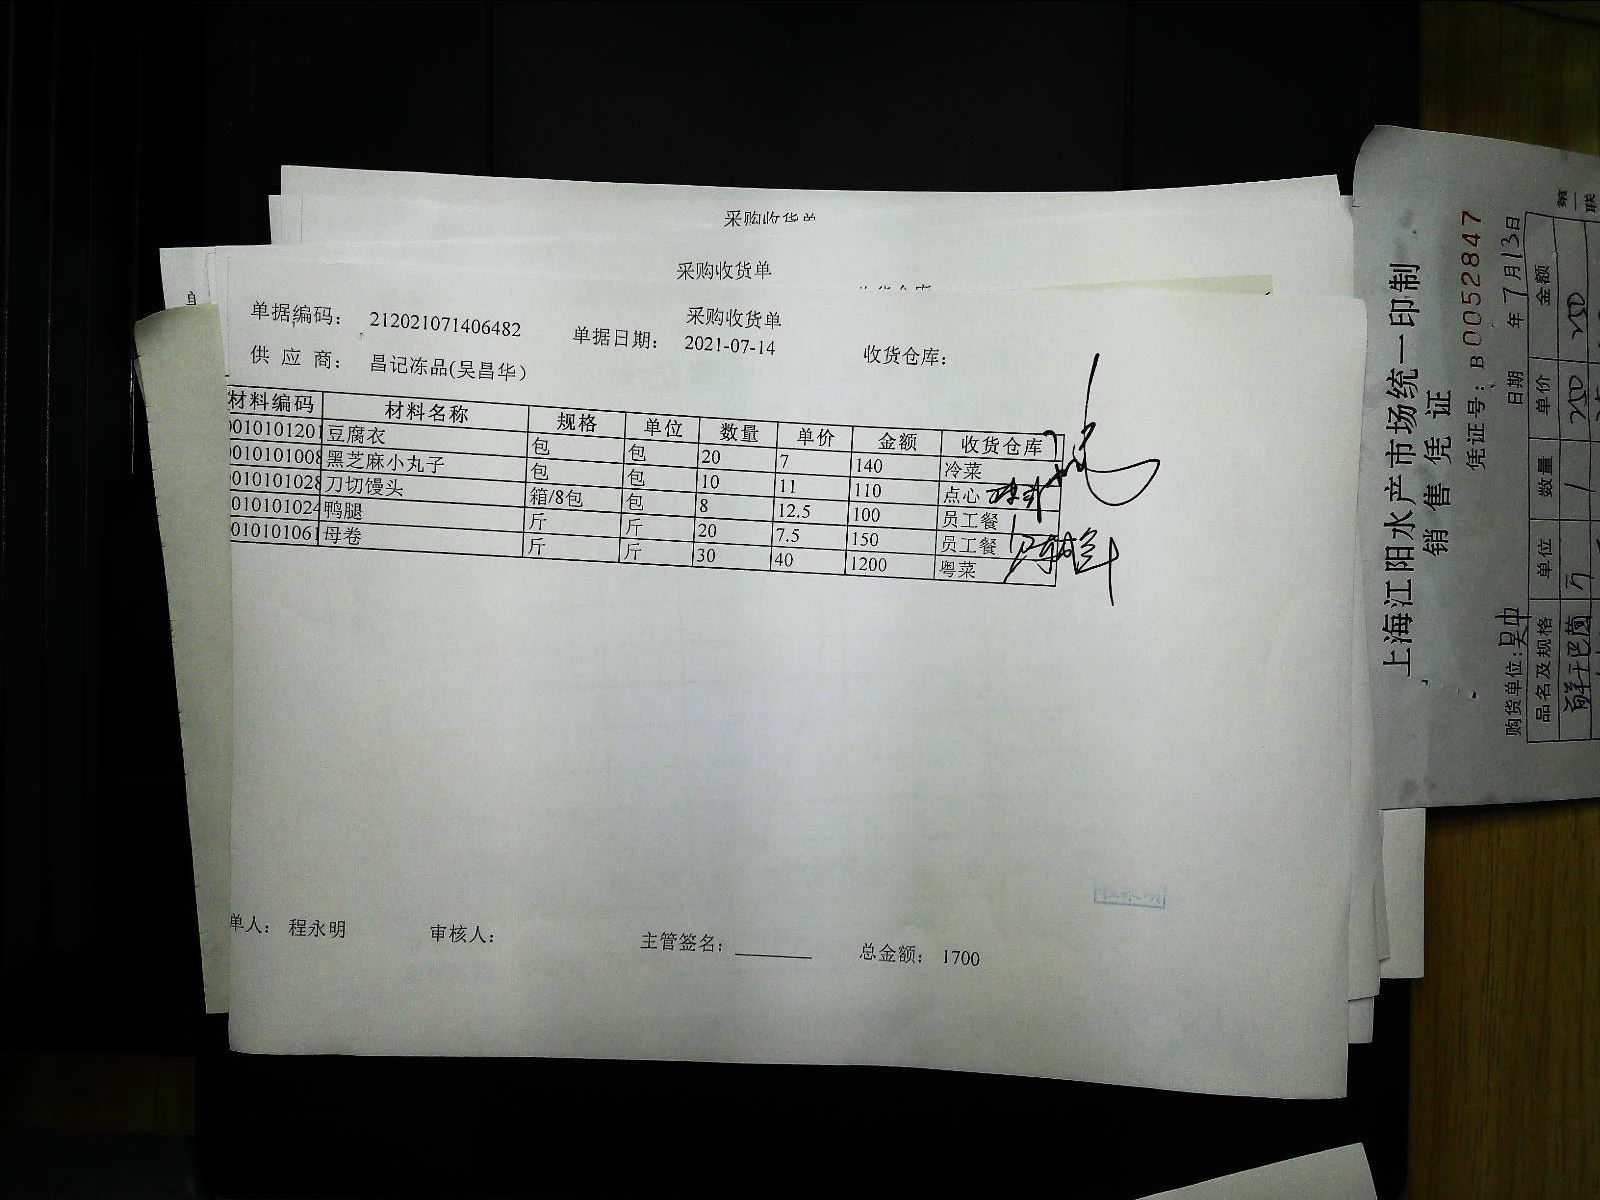 采购收货单
采购收货单
采购收货单
单据编码： 212021071406482 单据日期： 2021-07-14 收货仓库：
供 应 商： 昌记冻品(吴昌华)
材料编码 材料名称 规格 单位 数量 单价 金额 收货仓库
0010101201 豆腐衣 包 包 20 7 140 冷菜
0010101008 黑芝麻小丸子 包 包 10 11 110 点心
0010101028 刀切馒头 箱/8包 包 8 12.5 100 员工餐
0010101024 鸭腿 斤 斤 20 7.5 150 员工餐
0010101061 母卷 斤 斤 30 40 1200 粤菜
单人： 程永明 审核人： 主管签名： 总金额： 1700
上海江阳水产市场统一印制
销 售 凭 证
凭证号：B 0052847
日期 年 7月13日
购货单位：吴中
品名及规格 单位 数量 单价 金额
第一联